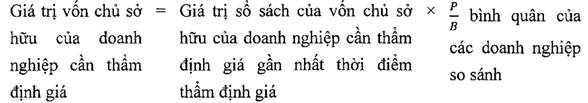 Giá trị vốn chủ sở = Giá trị sổ sách của vốn chủ sở × P/B bình quân của
hữu của doanh hữu của doanh nghiệp cần thẩm các doanh nghiệp
nghiệp cần thẩm định giá gần nhất thời điểm so sánh
định giá thẩm định giá